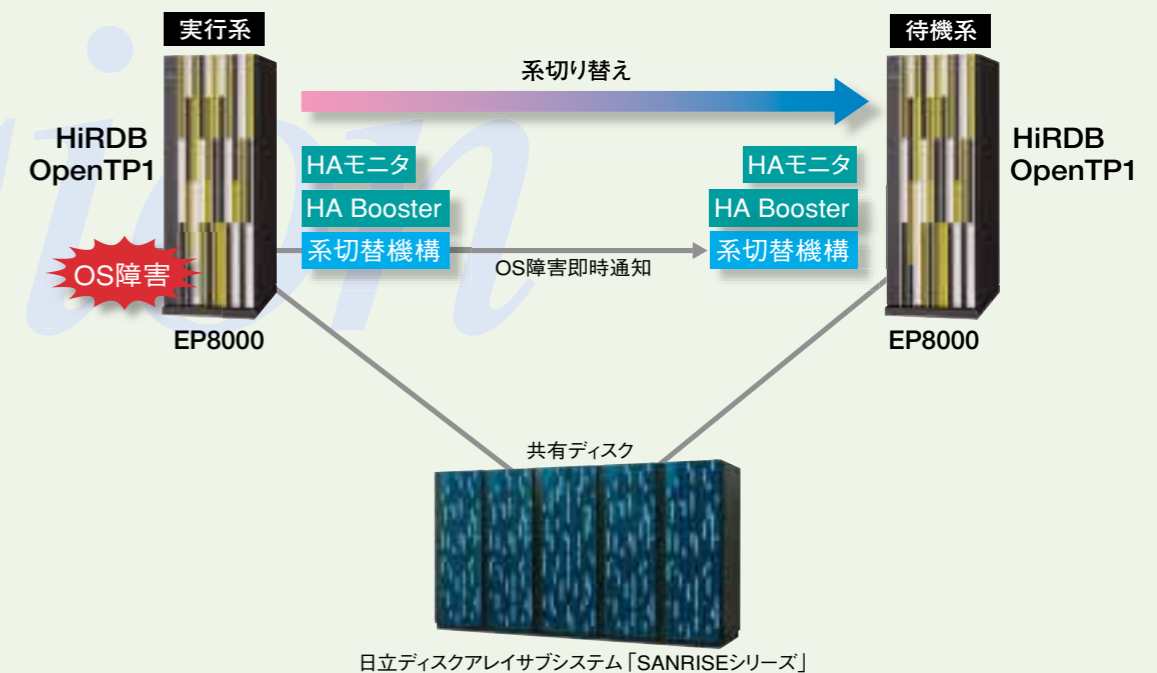 実行系
待機系
系切り替え
HiRDB
OpenTP1
HAモニタ
HA Booster
系切替機構
HAモニタ
HA Booster
系切替機構
HiRDB
OpenTP1
OS障害
OS障害即時通知
EP8000
EP8000
共有ディスク
日立ディスクアレイサブシステム「SANRISEシリーズ」
tion